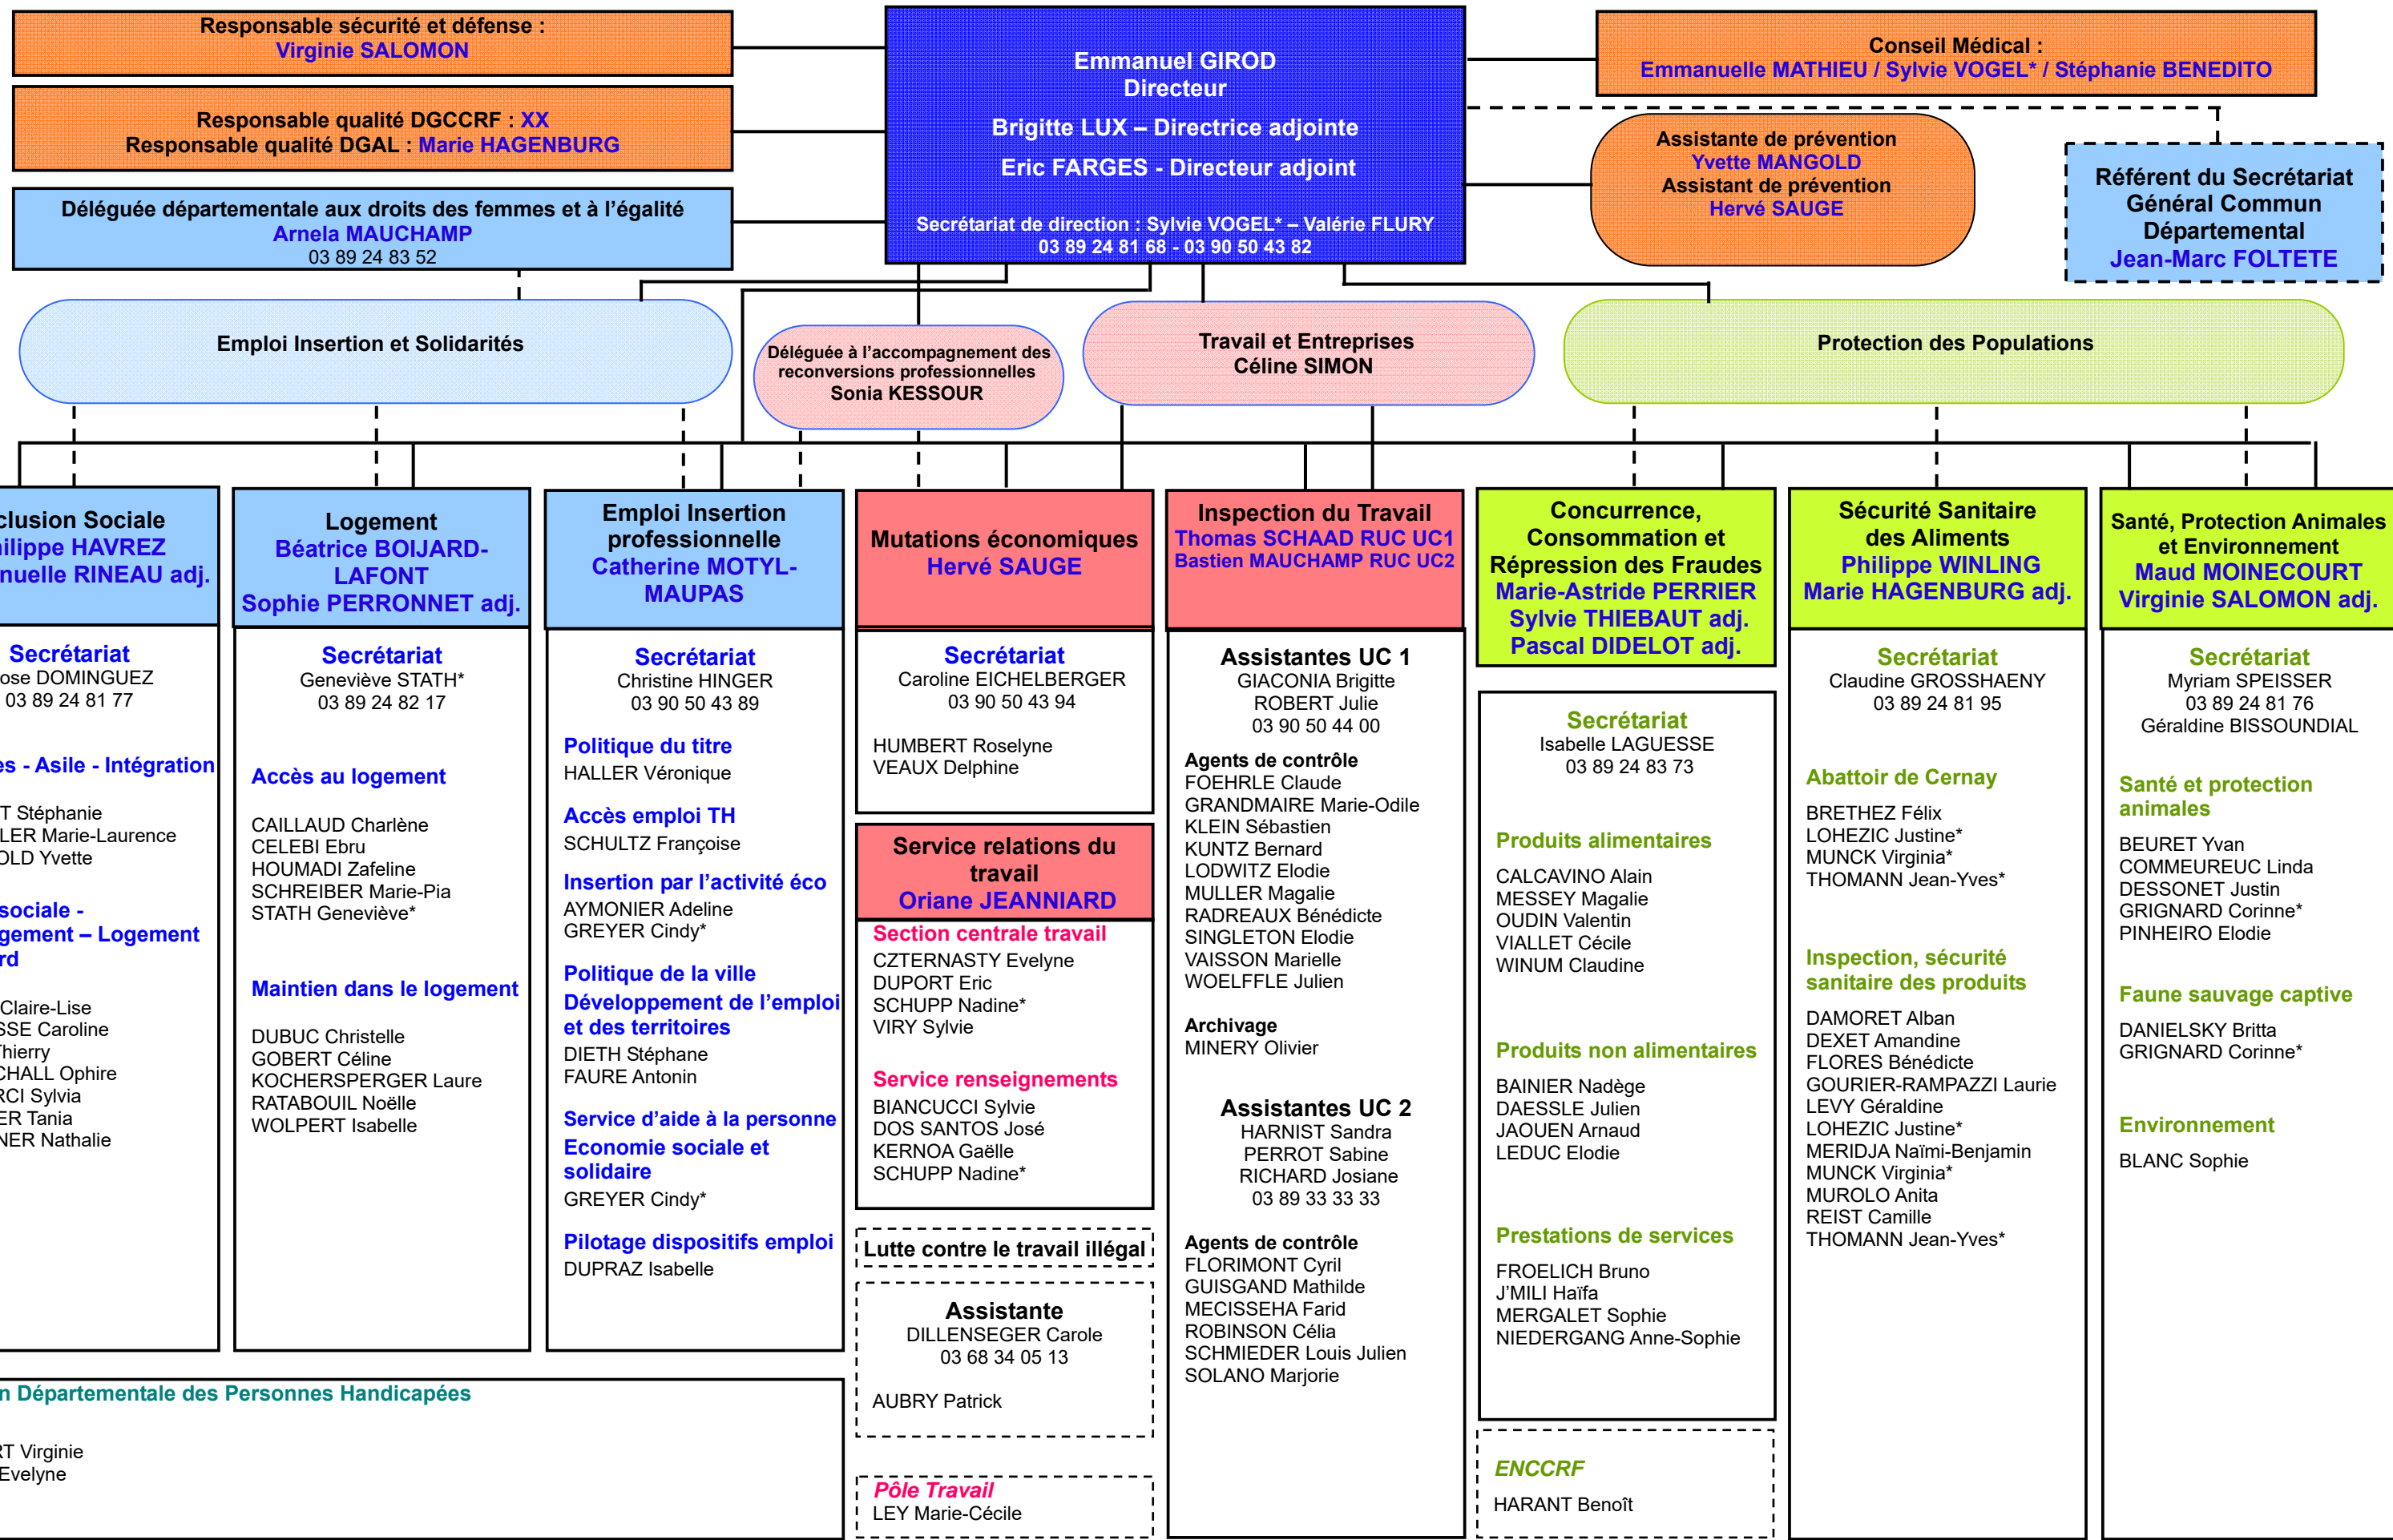 Responsable sécurité et défense :
Virginie SALOMON
Responsable qualité DGCCRF : XX
Responsable qualité DGAL : Marie HAGENBURG
Déléguée départementale aux droits des femmes et à l'égalité
Arnela MAUCHAMP
03 89 24 83 52
Emmanuel GIROD
Directeur
Brigitte LUX – Directrice adjointe
Eric FARGES - Directeur adjoint
Secrétariat de direction : Sylvie VOGEL* – Valérie FLURY
03 89 24 81 68 - 03 90 50 43 82
Conseil Médical :
Emmanuelle MATHIEU / Sylvie VOGEL* / Stéphanie BENEDITO
Assistante de prévention
Yvette MANGOLD
Assistant de prévention
Hervé SAUGE
Référent du Secrétariat
Général Commun
Départemental
Jean-Marc FOLTETE
Emploi Insertion et Solidarités
Déléguée à l'accompagnement des
reconversions professionnelles
Sonia KESSOUR
Travail et Entreprises
Céline SIMON
Protection des Populations
clusion Sociale
ilippe HAVREZ
nuelle RINEAU adj.
Secrétariat
ose DOMINGUEZ
03 89 24 81 77
es - Asile - Intégration
T Stéphanie
LER Marie-Laurence
OLD Yvette
sociale -
gement – Logement
rd
Claire-Lise
SSE Caroline
hierry
CHALL Ophire
RCI Sylvia
ER Tania
NER Nathalie
Logement
Béatrice BOIJARD-
LAFONT
Sophie PERRONNET adj.
Secrétariat
Geneviève STATH*
03 89 24 82 17
Accès au logement
CAILLAUD Charlène
CELEBI Ebru
HOUMADI Zafeline
SCHREIBER Marie-Pia
STATH Geneviève*
Maintien dans le logement
DUBUC Christelle
GOBERT Céline
KOCHERSPERGER Laure
RATABOUIL Noëlle
WOLPERT Isabelle
Emploi Insertion
professionnelle
Catherine MOTYL-
MAUPAS
Secrétariat
Christine HINGER
03 90 50 43 89
Politique du titre
HALLER Véronique
Accès emploi TH
SCHULTZ Françoise
Insertion par l'activité éco
AYMONIER Adeline
GREYER Cindy*
Politique de la ville
Développement de l'emploi
et des territoires
DIETH Stéphane
FAURE Antonin
Service d'aide à la personne
Economie sociale et
solidaire
GREYER Cindy*
Pilotage dispositifs emploi
DUPRAZ Isabelle
n Départementale des Personnes Handicapées
RT Virginie
Evelyne
Mutations économiques
Hervé SAUGE
Secrétariat
Caroline EICHELBERGER
03 90 50 43 94
HUMBERT Roselyne
VEAUX Delphine
Service relations du
travail
Oriane JEANNIARD
Section centrale travail
CZTERNASTY Evelyne
DUPORT Eric
SCHUPP Nadine*
VIRY Sylvie
Service renseignements
BIANCUCCI Sylvie
DOS SANTOS José
KERNOA Gaëlle
SCHUPP Nadine*
Lutte contre le travail illégal
Assistante
DILLENSEGER Carole
03 68 34 05 13
AUBRY Patrick
Pôle Travail
LEY Marie-Cécile
Inspection du Travail
Thomas SCHAAD RUC UC1
Bastien MAUCHAMP RUC UC2
Assistantes UC 1
GIACONIA Brigitte
ROBERT Julie
03 90 50 44 00
Agents de contrôle
FOEHRLE Claude
GRANDMAIRE Marie-Odile
KLEIN Sébastien
KUNTZ Bernard
LODWITZ Elodie
MULLER Magalie
RADREAUX Bénédicte
SINGLETON Elodie
VAISSON Marielle
WOELFFLE Julien
Archivage
MINERY Olivier
Assistantes UC 2
HARNIST Sandra
PERROT Sabine
RICHARD Josiane
03 89 33 33 33
Agents de contrôle
FLORIMONT Cyril
GUISGAND Mathilde
MECISSEHA Farid
ROBINSON Célia
SCHMIEDER Louis Julien
SOLANO Marjorie
Concurrence,
Consommation et
Répression des Fraudes
Marie-Astride PERRIER
Sylvie THIEBAUT adj.
Pascal DIDELOT adj.
Secrétariat
Isabelle LAGUESSE
03 89 24 83 73
Produits alimentaires
CALCAVINO Alain
MESSEY Magalie
OUDIN Valentin
VIALLET Cécile
WINUM Claudine
Produits non alimentaires
BAINIER Nadège
DAESSLE Julien
JAOUEN Arnaud
LEDUC Elodie
Prestations de services
FROELICH Bruno
J'MILI Haïfa
MERGALET Sophie
NIEDERGANG Anne-Sophie
ENCCRF
HARANT Benoît
Sécurité Sanitaire
des Aliments
Philippe WINLING
Marie HAGENBURG adj.
Secrétariat
Claudine GROSSHAENY
03 89 24 81 95
Abattoir de Cernay
BRETHEZ Félix
LOHEZIC Justine*
MUNCK Virginia*
THOMANN Jean-Yves*
Inspection, sécurité
sanitaire des produits
DAMORET Alban
DEXET Amandine
FLORES Bénédicte
GOURIER-RAMPAZZI Laurie
LEVY Géraldine
LOHEZIC Justine*
MERIDJA Naïmi-Benjamin
MUNCK Virginia*
MUROLO Anita
REIST Camille
THOMANN Jean-Yves*
Santé, Protection Animales
et Environnement
Maud MOINECOURT
Virginie SALOMON adj.
Secrétariat
Myriam SPEISSER
03 89 24 81 76
Géraldine BISSOUNDIAL
Santé et protection
animales
BEURET Yvan
COMMEUREUC Linda
DESSONET Justin
GRIGNARD Corinne*
PINHEIRO Elodie
Faune sauvage captive
DANIELSKY Britta
GRIGNARD Corinne*
Environnement
BLANC Sophie